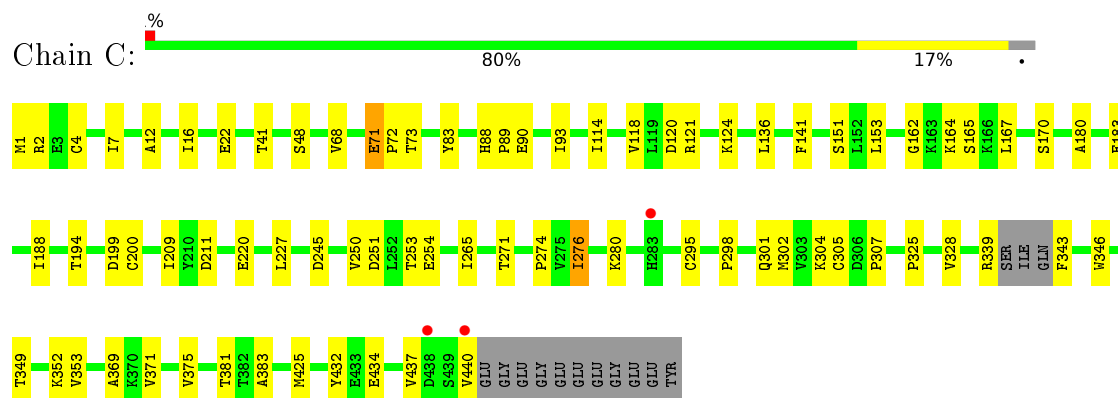 .%
Chain C:
80% 17% •
M1 R2 E3 C4 I7 A12 I16 E22 T41 S48 V68 E71 P72 T73 Y83 H88 P89 E90 I93 I114 V118 L119 D120 R121 K124 L136 F141 S151 L152 L153 G162 K163 K164 S165 K166 L167 S170 A180
I188 T194 D199 C200 I209 Y210 D211 E220 L227 D245 V250 D251 L252 T253 E254 I265 T271 P274 V275 I276 K280 H283 C295 P298 Q301 M302 V303 K304 C305 D306 P307 P325 V328 R339 SER ILE GLN F343 W346
T349 K352 V353 A369 K370 V371 V375 T381 T382 A383 M425 Y432 E433 E434 V437 D438 S439 V440 GLU GLY GLU GLY GLU GLU GLU GLY GLU GLU TYR